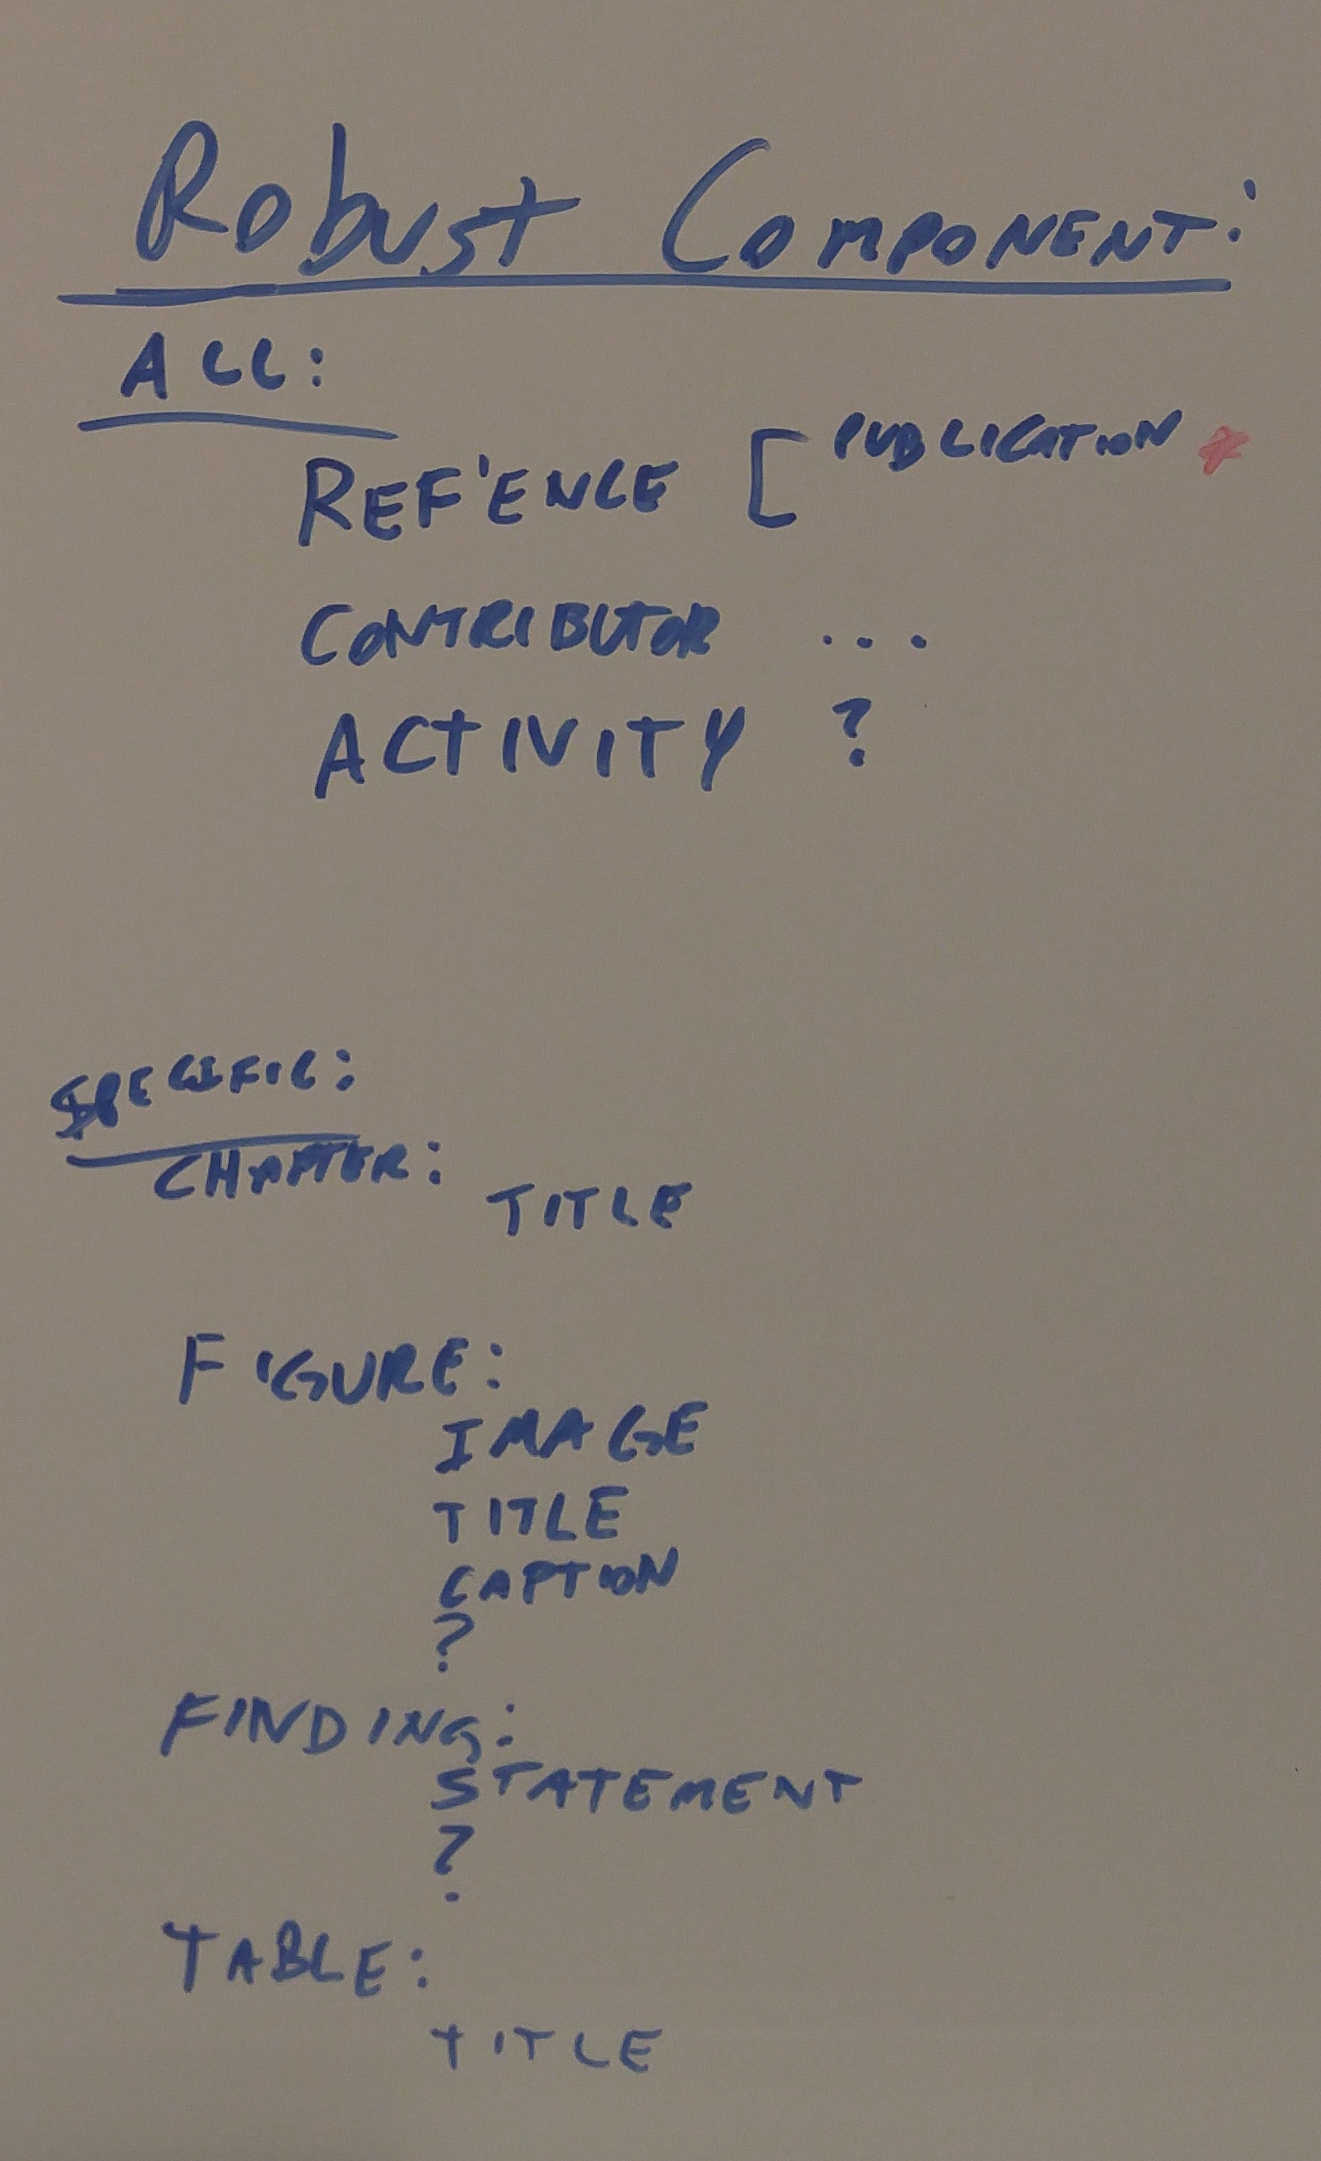 Robust COMPONENT:
ALL:
REF'ENCE [ PUBLICATION *
CONTRIBUTOR ...
ACTIVITY ?
SPECIFIC:
CHAPTER:
TITLE
FIGURE:
IMAGE
TITLE
CAPTION
?
FINDING:
STATEMENT
?
TABLE:
TITLE